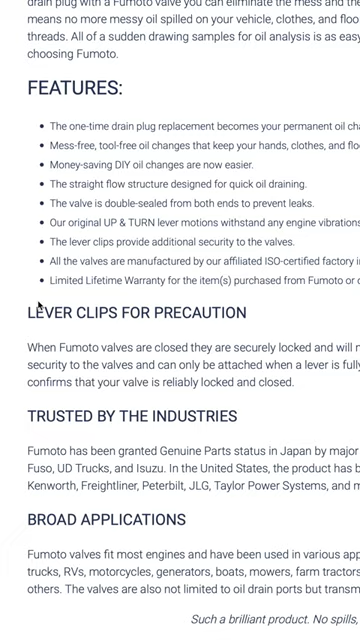 drain plug with a Fumoto valve you can eliminate the mess and the
means no more messy oil spilled on your vehicle, clothes, and floo
threads. All of a sudden drawing samples for oil analysis is as easy
choosing Fumoto.
FEATURES:
• The one-time drain plug replacement becomes your permanent oil cha
• Mess-free, tool-free oil changes that keep your hands, clothes, and flo
• Money-saving DIY oil changes are now easier.
• The straight flow structure designed for quick oil draining.
• The valve is double-sealed from both ends to prevent leaks.
• Our original UP & TURN lever motions withstand any engine vibrations
• The lever clips provide additional security to the valves.
• All the valves are manufactured by our affiliated ISO-certified factory i
• Limited Lifetime Warranty for the item(s) purchased from Fumoto or o
LEVER CLIPS FOR PRECAUTION
When Fumoto valves are closed they are securely locked and will n
security to the valves and can only be attached when a lever is fully
confirms that your valve is reliably locked and closed.
TRUSTED BY THE INDUSTRIES
Fumoto has been granted Genuine Parts status in Japan by major
Fuso, UD Trucks, and Isuzu. In the United States, the product has b
Kenworth, Freightliner, Peterbilt, JLG, Taylor Power Systems, and m
BROAD APPLICATIONS
Fumoto valves fit most engines and have been used in various app
trucks, RVs, motorcycles, generators, boats, mowers, farm tractors
others. The valves are also not limited to oil drain ports but transm
Such a brilliant product. No spills,